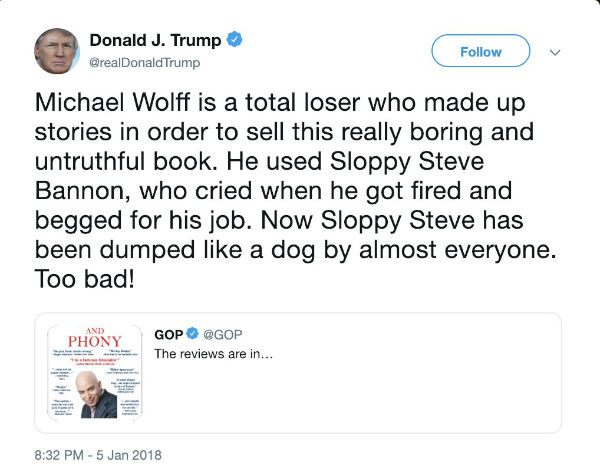 Donald J. Trump
@realDonaldTrump
Follow
Michael Wolff is a total loser who made up
stories in order to sell this really boring and
untruthful book. He used Sloppy Steve
Bannon, who cried when he got fired and
begged for his job. Now Sloppy Steve has
been dumped like a dog by almost everyone.
Too bad!
AND
PHONY
GOP @GOP
The reviews are in...
8:32 PM - 5 Jan 2018